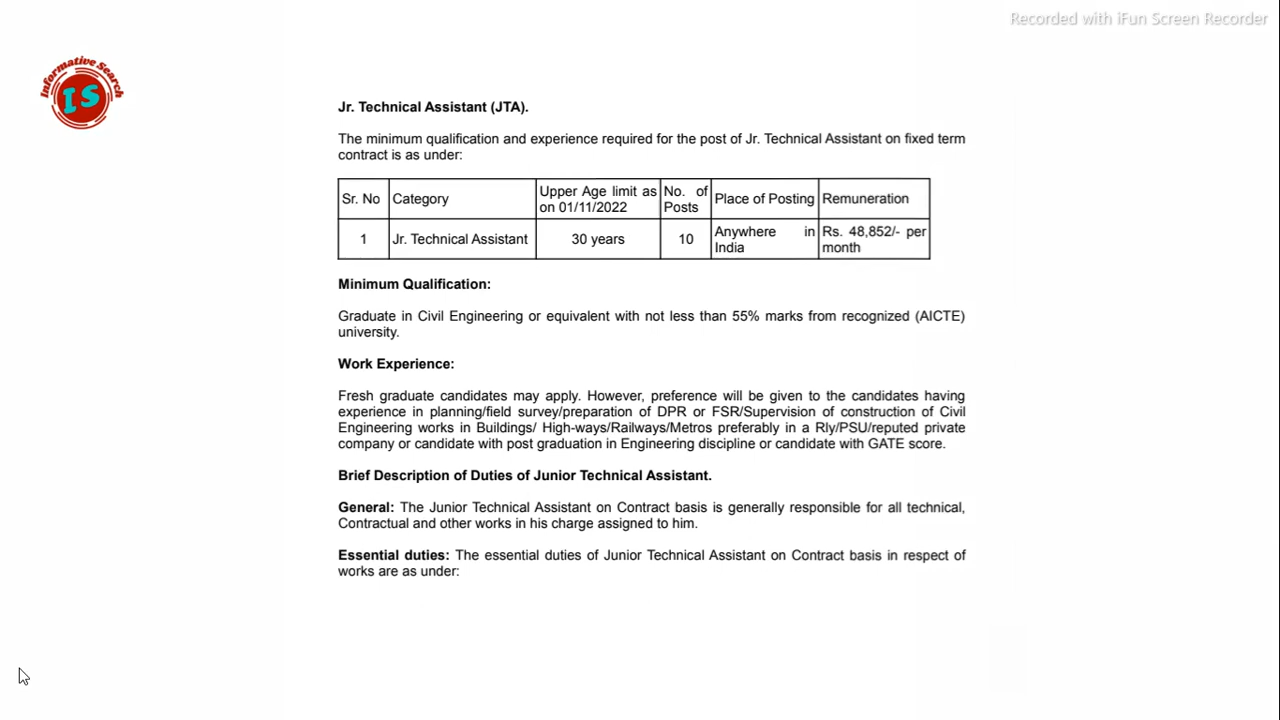 Recorded with iFun Screen Recorder
Informative Search
IS
Jr. Technical Assistant (JTA).
The minimum qualification and experience required for the post of Jr. Technical Assistant on fixed term
contract is as under:
Sr. No Category Upper Age limit as on 01/11/2022 No. of Posts Place of Posting Remuneration
1 Jr. Technical Assistant 30 years 10 Anywhere in India Rs. 48,852/- per month
Minimum Qualification:
Graduate in Civil Engineering or equivalent with not less than 55% marks from recognized (AICTE)
university.
Work Experience:
Fresh graduate candidates may apply. However, preference will be given to the candidates having
experience in planning/field survey/preparation of DPR or FSR/Supervision of construction of Civil
Engineering works in Buildings/ High-ways/Railways/Metros preferably in a Rly/PSU/reputed private
company or candidate with post graduation in Engineering discipline or candidate with GATE score.
Brief Description of Duties of Junior Technical Assistant.
General: The Junior Technical Assistant on Contract basis is generally responsible for all technical,
Contractual and other works in his charge assigned to him.
Essential duties: The essential duties of Junior Technical Assistant on Contract basis in respect of
works are as under: